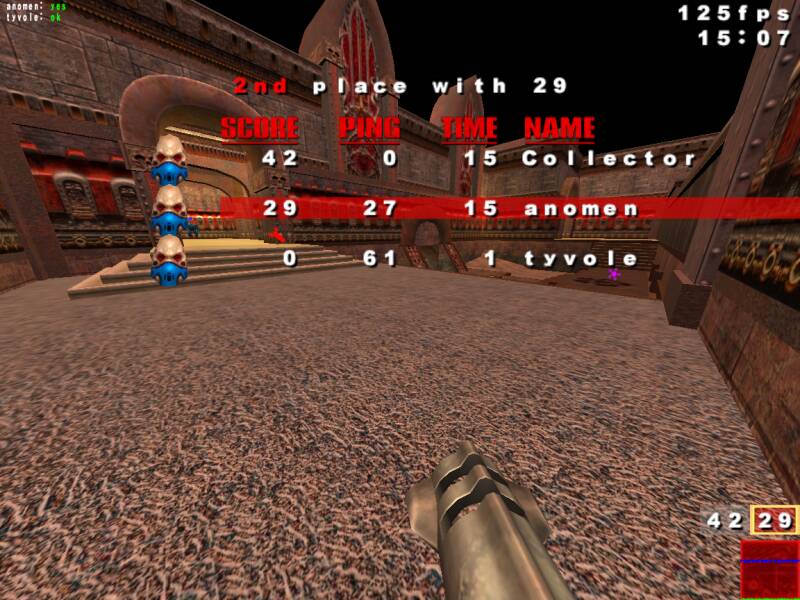 anomen: yes
tyvole: ok
125fps
15:07
2nd place with 29
SCORE PING TIME NAME
42 0 15 Collector
29 27 15 anomen
0 61 1 tyvole
42 29